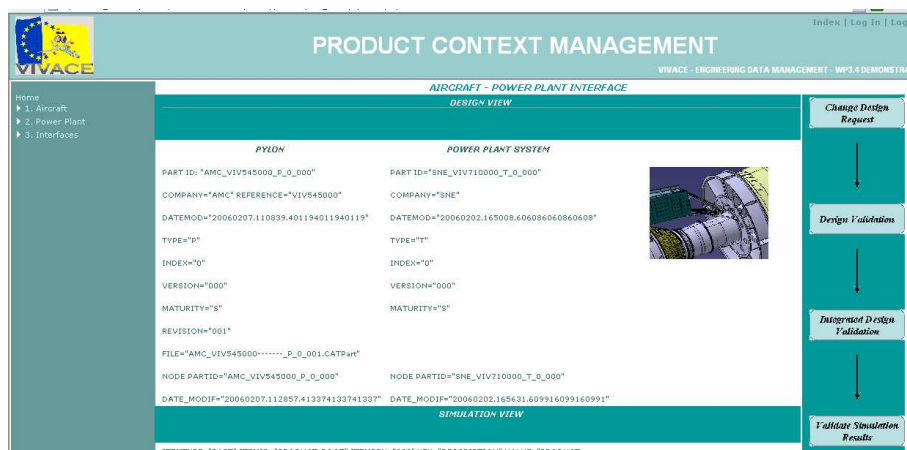 Index | Log In | Log
VIVACE
PRODUCT CONTEXT MANAGEMENT
VIVACE - ENGINEERING DATA MANAGEMENT - WP3.4 DEMONSTRA
Home
1. Aircraft
2. Power Plant
3. Interfaces
AIRCRAFT - POWER PLANT INTERFACE
DESIGN VIEW
PYLON POWER PLANT SYSTEM
PART ID: "AMC_VIV545000_P_0_000" PART ID="SNE_VIV710000_T_0_000"
COMPANY="AMC" REFERENCE="VIV545000" COMPANY="SNE"
DATEMOD="20060207.110839.401194011940119" DATEMOD="20060202.165008.606086060860608"
TYPE="P" TYPE="T"
INDEX="0" INDEX="0"
VERSION="000" VERSION="000"
MATURITY="S" MATURITY="S"
REVISION="001"
FILE="AMC_VIV545000-------_P_0_001.CATPart"
NODE PARTID="AMC_VIV545000_P_0_000" NODE PARTID="SNE_VIV710000_T_0_000"
DATE_MODIF="20060207.112857.413374133741337" DATE_MODIF="20060202.165631.609916099160991"
SIMULATION VIEW
Change Design
Request
Design Validation
Integrated Design
Validation
Validate Simulation
Results